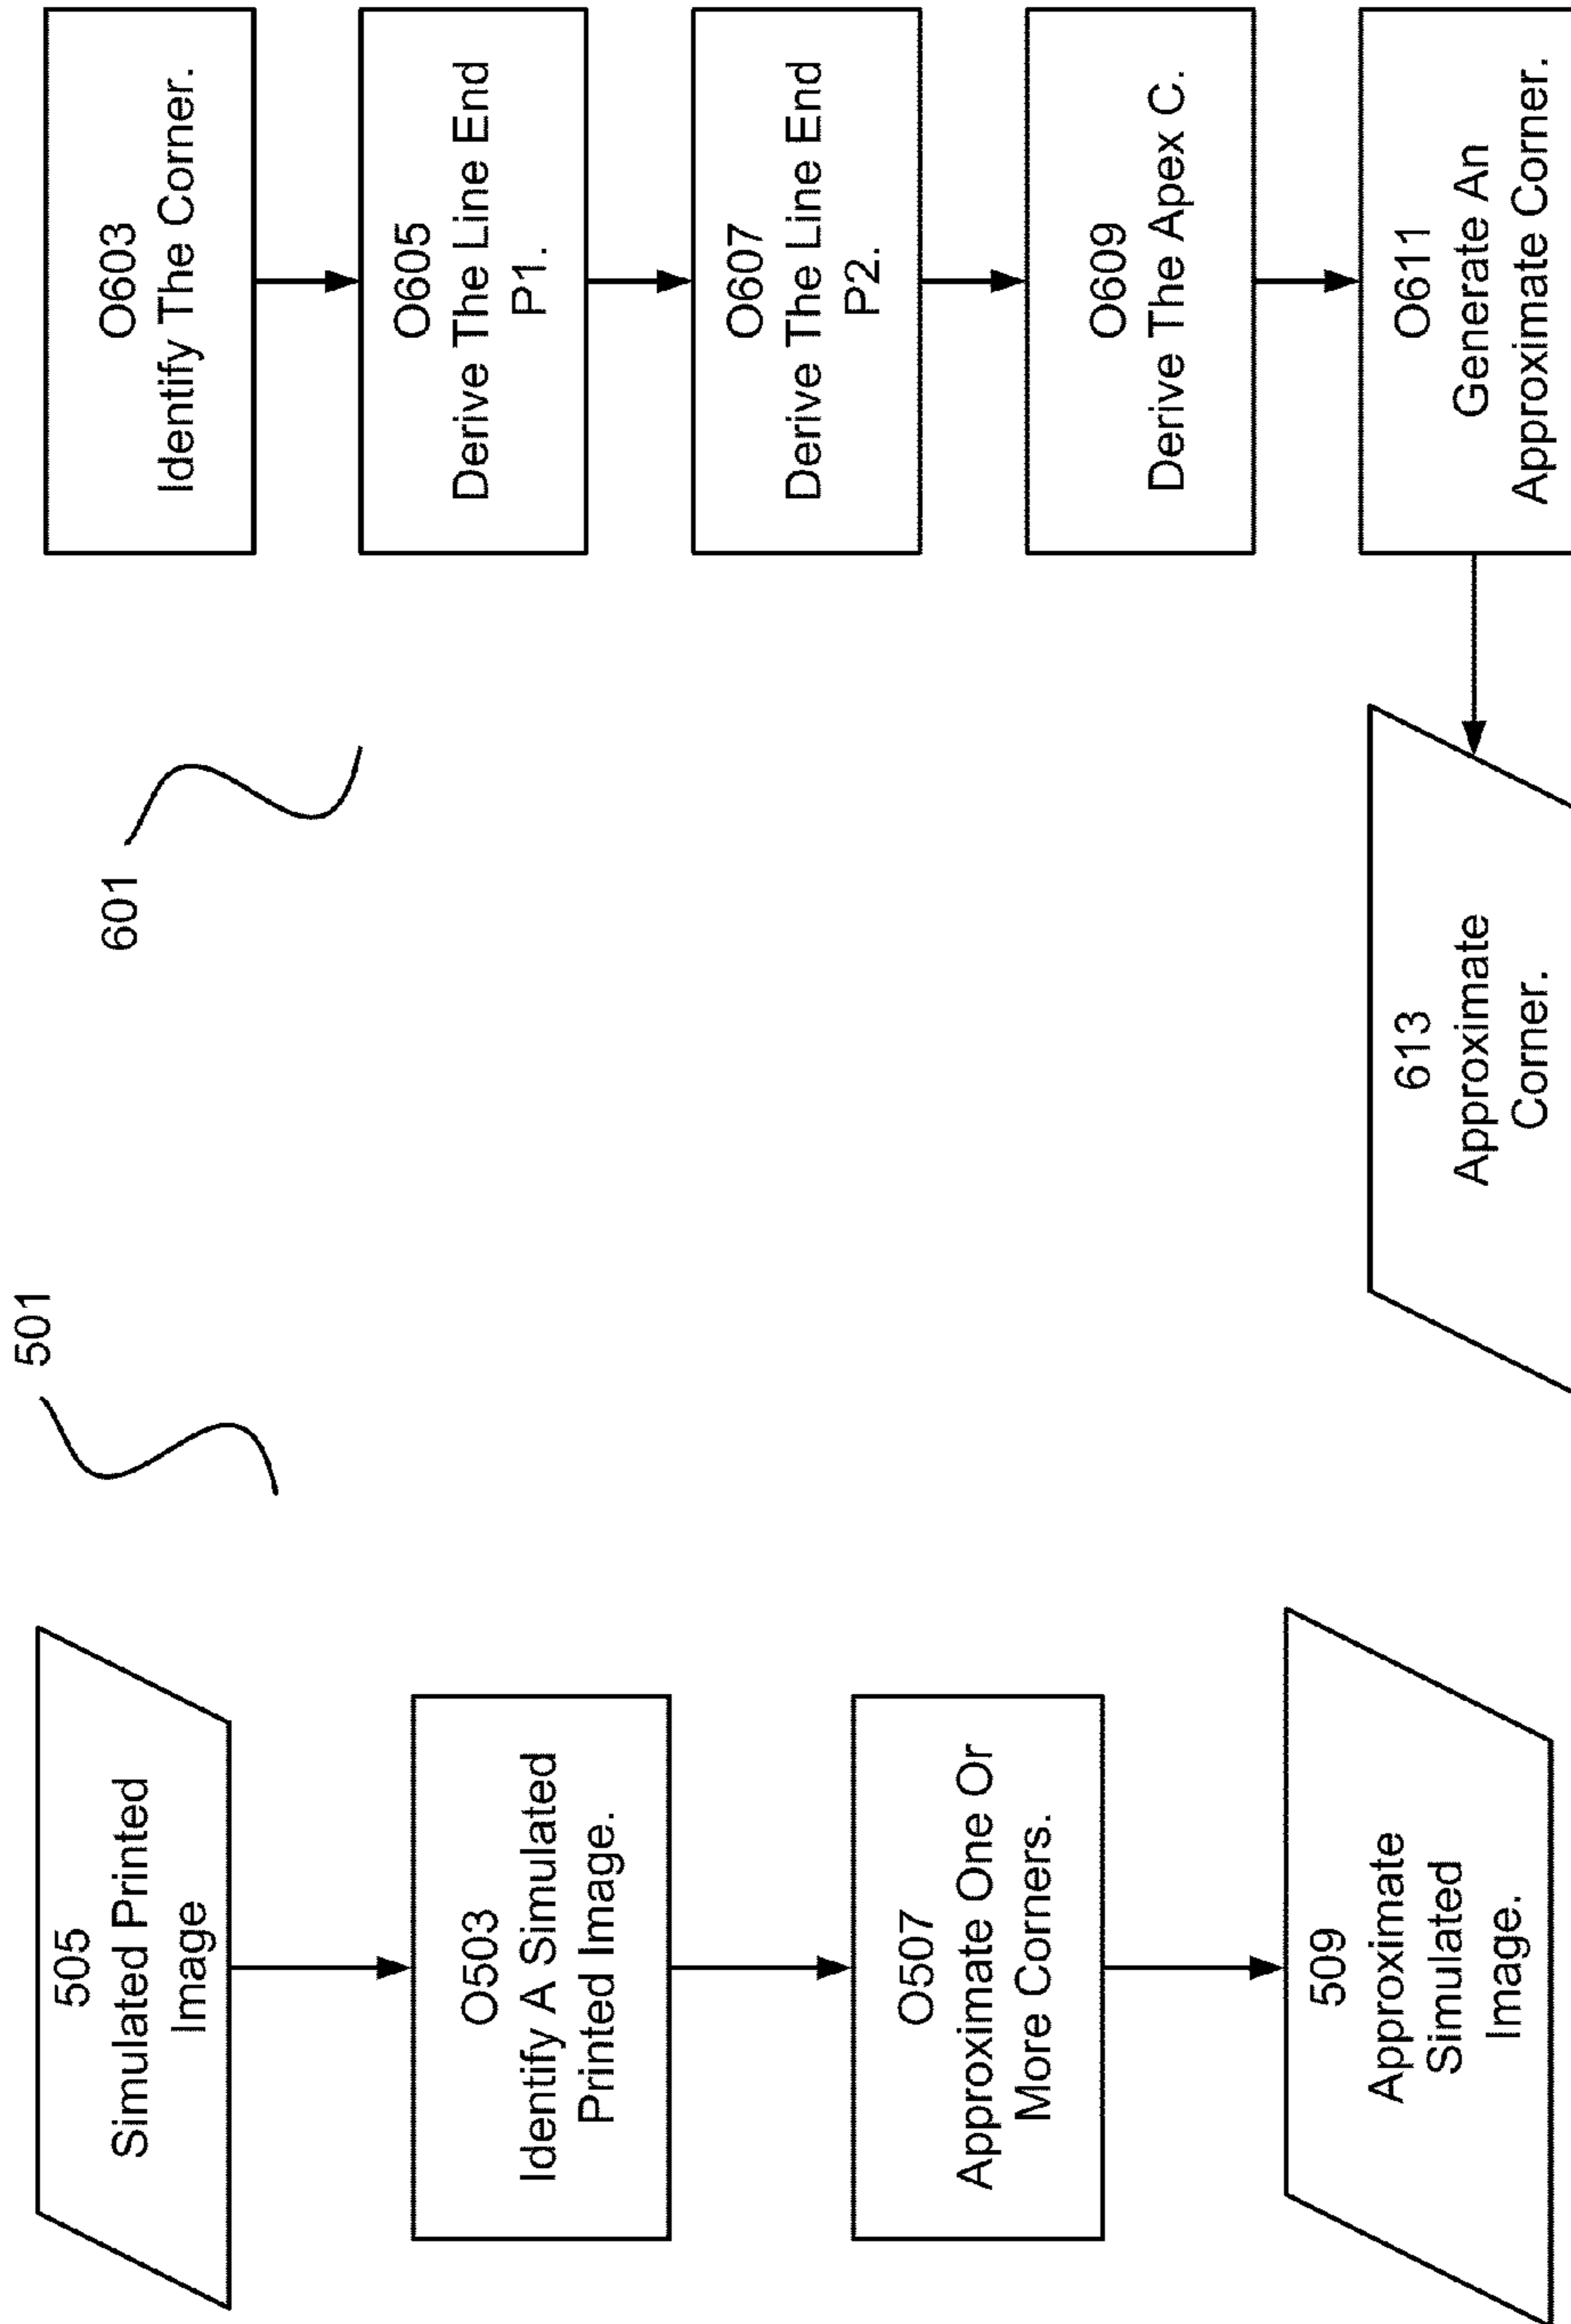 501
505
Simulated Printed
Image
O503
Identify A Simulated
Printed Image.
O507
Approximate One Or
More Corners.
509
Approximate
Simulated
Image.
601
O603
Identify The Corner.
O605
Derive The Line End
P1.
O607
Derive The Line End
P2.
O609
Derive The Apex C.
O611
Generate An
Approximate Corner.
613
Approximate
Corner.